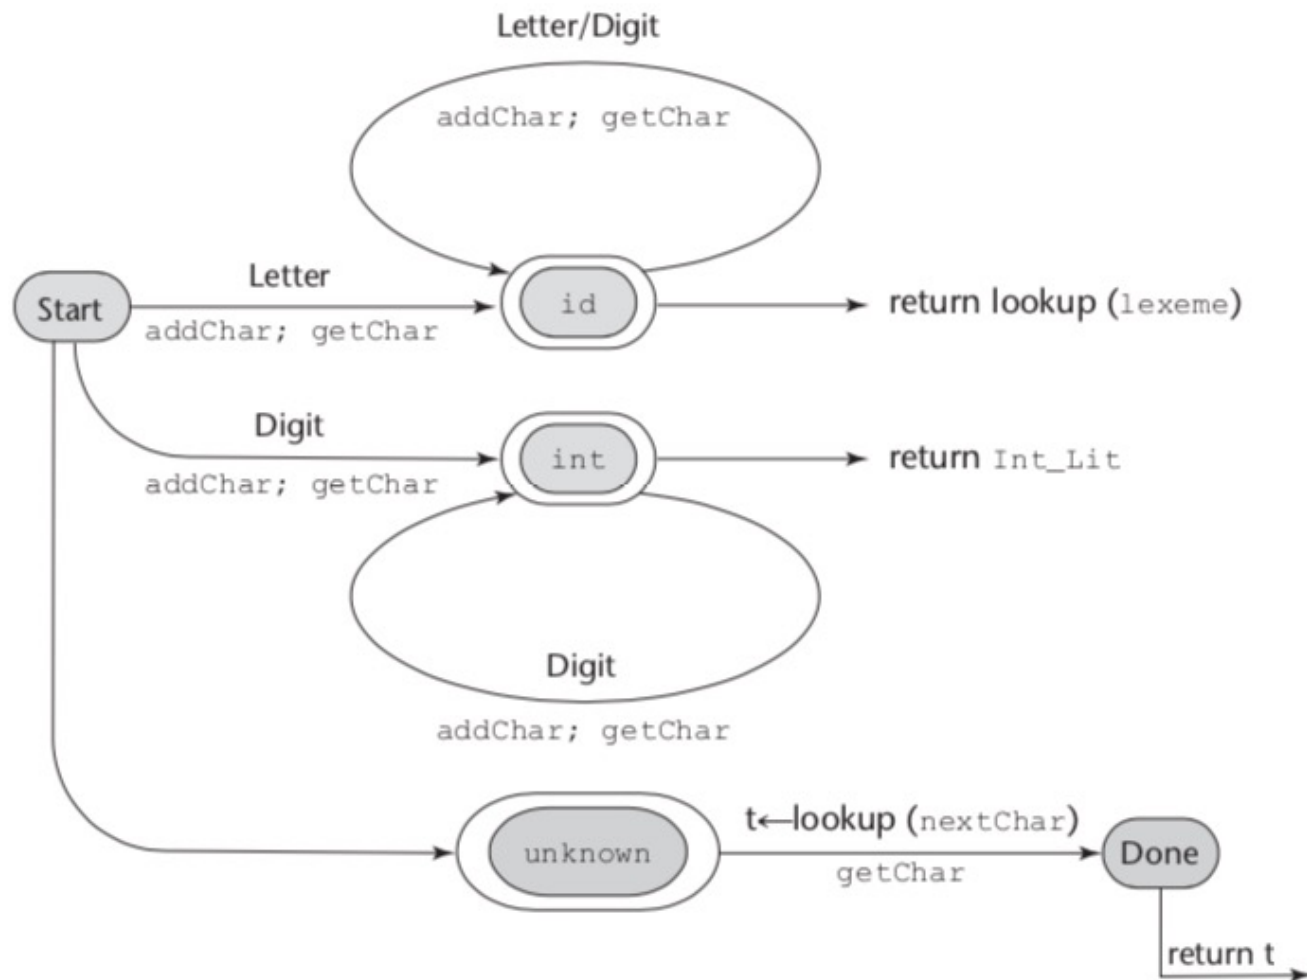 Letter/Digit
addChar; getChar
Letter
Start
id
return lookup (lexeme)
addChar; getChar
Digit
int
return Int_Lit
addChar; getChar
Digit
addChar; getChar
t←lookup (nextChar)
unknown
Done
getChar
return t